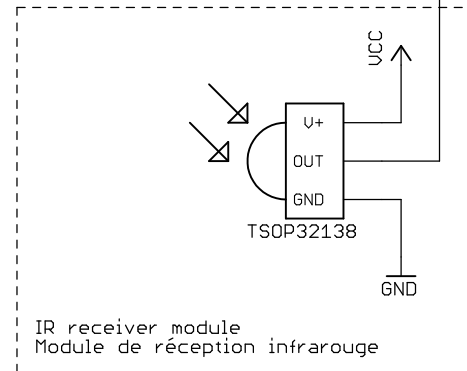 VCC
V+
OUT
GND
TSOP32138
GND
IR receiver module
Module de réception infrarouge